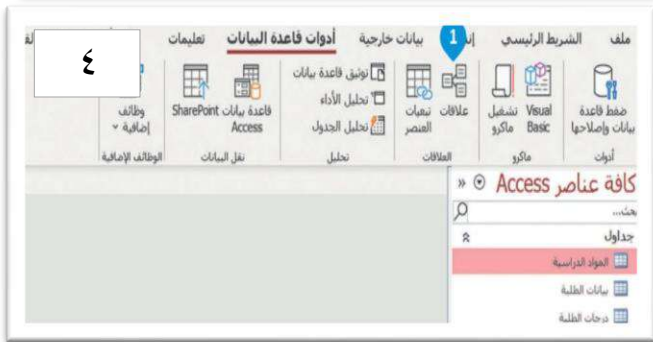 ملف الشريط الرئيسي 1 بيانات خارجية أدوات قاعدة البيانات تعليمات
٤
ضغط قاعدة بيانات وإصلاحها
Visual Basic
تشغيل ماكرو
علاقات
تبعيات العنصر
توثيق قاعدة بيانات
تحليل الأداء
تحليل الجدول
قاعدة بيانات Access
SharePoint
وظائف إضافية
أدوات ماكرو العلاقات تحليل نقل البيانات الوظائف الإضافية
كافة عناصر Access
بحث...
جداول
المواد الدراسية
بيانات الطلبة
درجات الطلبة